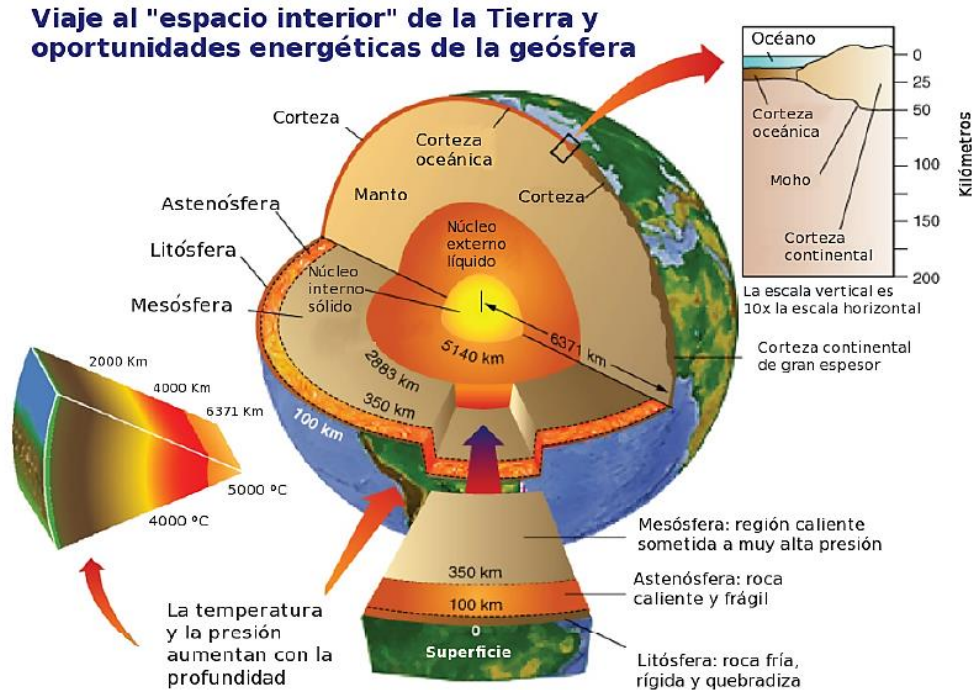 Viaje al "espacio interior" de la Tierra y
oportunidades energéticas de la geósfera
Océano
0
25
50
100
150
200
Kilómetros
Corteza
oceánica
Moho
Corteza
continental
La escala vertical es
10x la escala horizontal
Corteza
Corteza
oceánica
Manto
Corteza
Astenósfera
Litósfera
Mesósfera
Núcleo
externo
líquido
Núcleo
interno
sólido
6371 km
5140 km
2883 km
350 km
100 km
Corteza continental
de gran espesor
2000 Km
4000 Km
6371 Km
5000 ºC
4000 ºC
La temperatura
y la presión
aumentan con la
profundidad
350 km
100 km
0
Superficie
Mesósfera: región caliente
sometida a muy alta presión
Astenósfera: roca
caliente y frágil
Litósfera: roca fría,
rígida y quebradiza